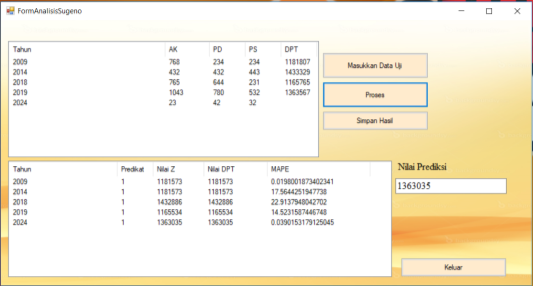 FormAnalisisSugeno
Tahun AK PD PS DPT
2009 768 234 234 1181807
2014 432 432 443 1433329
2018 765 644 231 1165765
2019 1043 780 532 1363567
2024 23 42 32
Masukkan Data Uji
Proses
Simpan Hasil
Tahun Predikat Nilai Z Nilai DPT MAPE
2009 1 1181573 1181573 0.0198001873402341
2014 1 1181573 1181573 17.5644251947738
2018 1 1432886 1432886 22.9137948042702
2019 1 1165534 1165534 14.5231587446748
2024 1 1363035 1363035 0.0390153179125045
Nilai Prediksi
1363035
Keluar